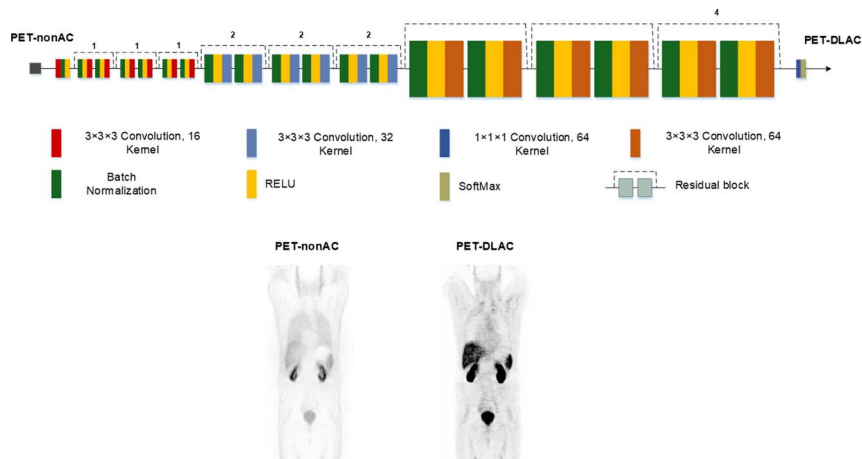 4
2
2
2
1
1
1
PET-nonAC
PET-DLAC
3×3×3 Convolution, 16
Kernel
3×3×3 Convolution, 32
Kernel
1×1×1 Convolution, 64
Kernel
3×3×3 Convolution, 64
Kernel
Batch
Normalization
RELU
SoftMax
Residual block
PET-nonAC
PET-DLAC